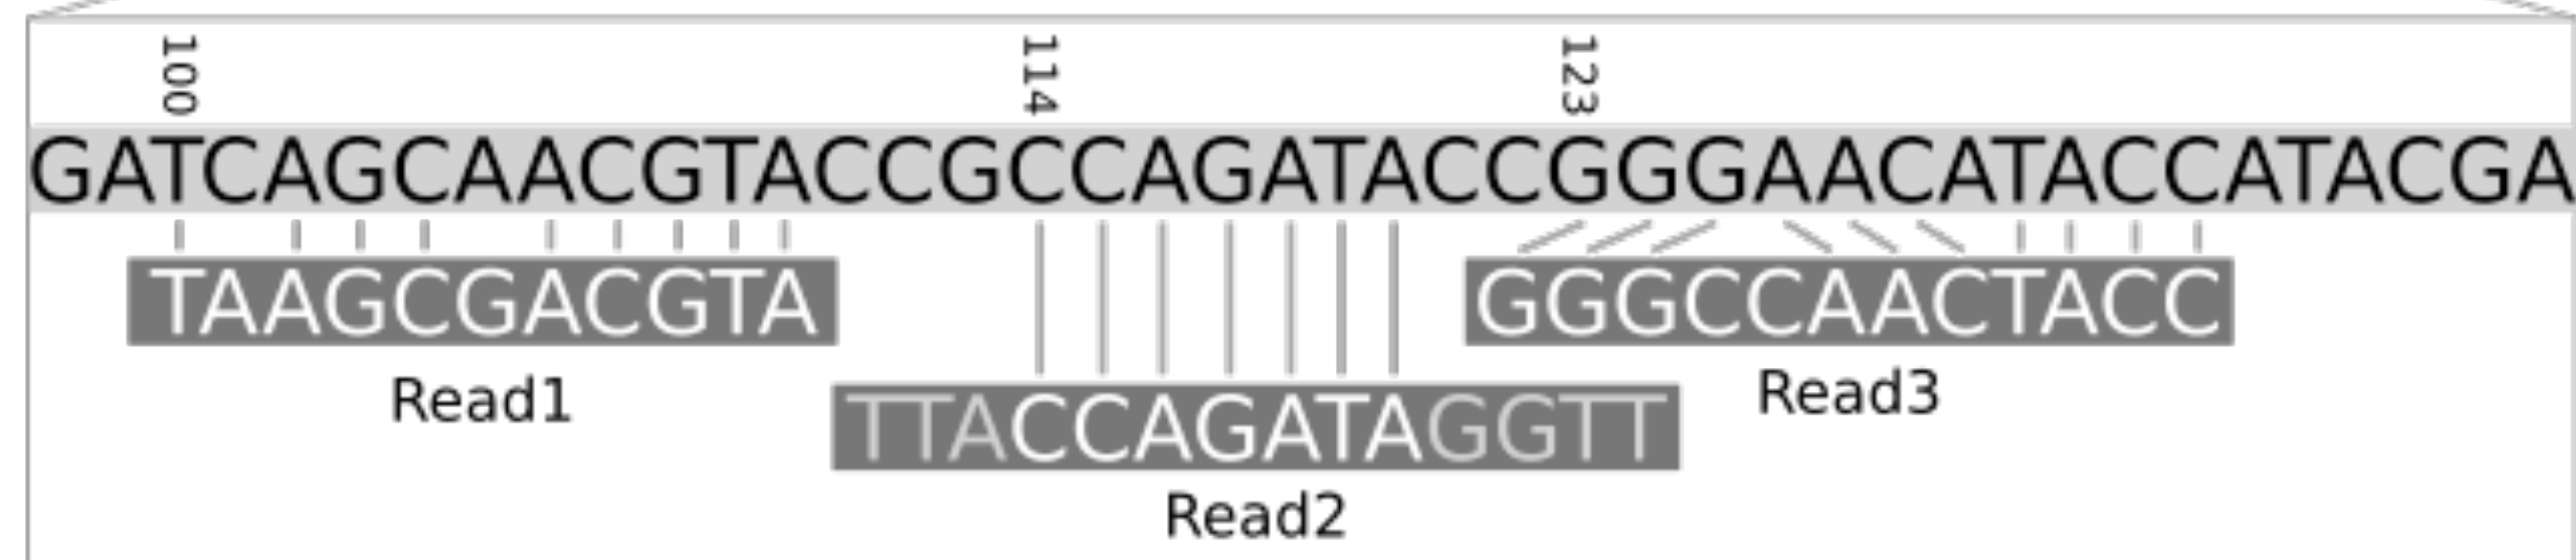 100 114 123
GATCAGCAACGTACCGCCAGATACCGGGAACATACCATACGA
TAAGCGACGTA GGGCCAACTACC
Read1 Read3
TTACCAGATAGGTT
Read2